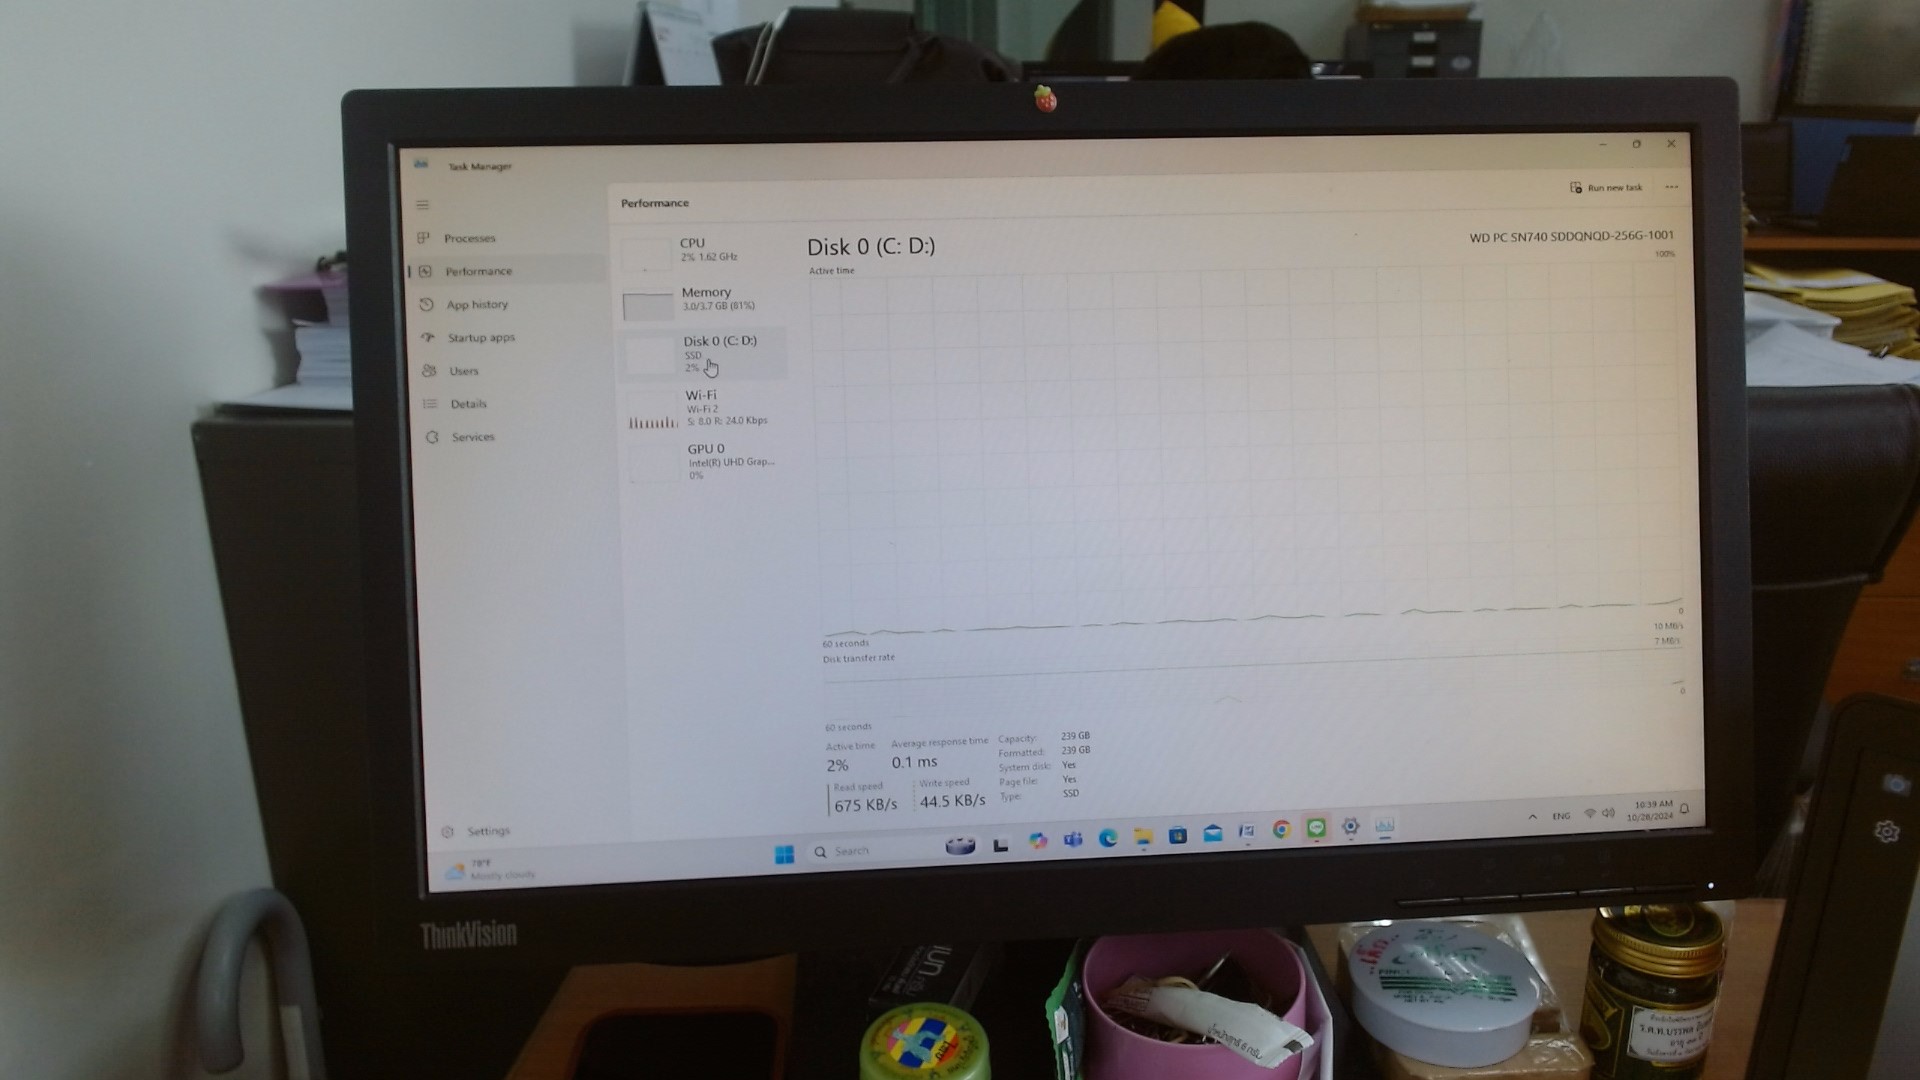 Task Manager
Run new task
Performance
Processes
Performance
App history
Startup apps
Users
Details
Services
Settings
CPU
2% 1.62 GHz
Memory
3.0/3.7 GB (81%)
Disk 0 (C: D:)
SSD
2%
Wi-Fi
Wi-Fi 2
S: 8.0 R: 24.0 Kbps
GPU 0
Intel(R) UHD Grap...
0%
Disk 0 (C: D:)
WD PC SN740 SDDQNQD-256G-1001
Active time
100%
60 seconds
0
Disk transfer rate
10 MB/s
7 MB/s
60 seconds
0
Active time
2%
Average response time
0.1 ms
Read speed
675 KB/s
Write speed
44.5 KB/s
Capacity: 239 GB
Formatted: 239 GB
System disk: Yes
Page file: Yes
Type: SSD
78°F
Mostly cloudy
Search
ENG
10:39 AM
10/28/2024
ThinkVision